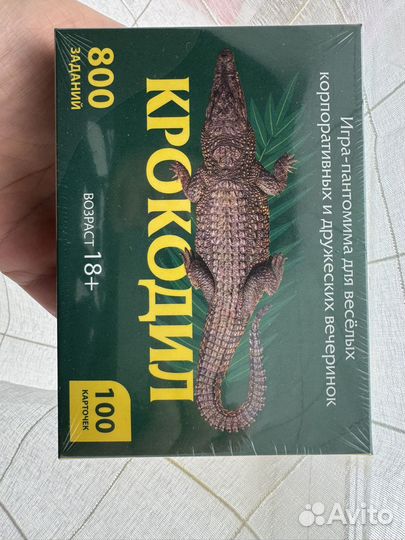 Игра-пантомима для весёлых
корпоративных и дружеских вечеринок
КРОКОДИЛ
800
ЗАДАНИЙ
ВОЗРАСТ 18+
100
КАРТОЧЕК
Avito